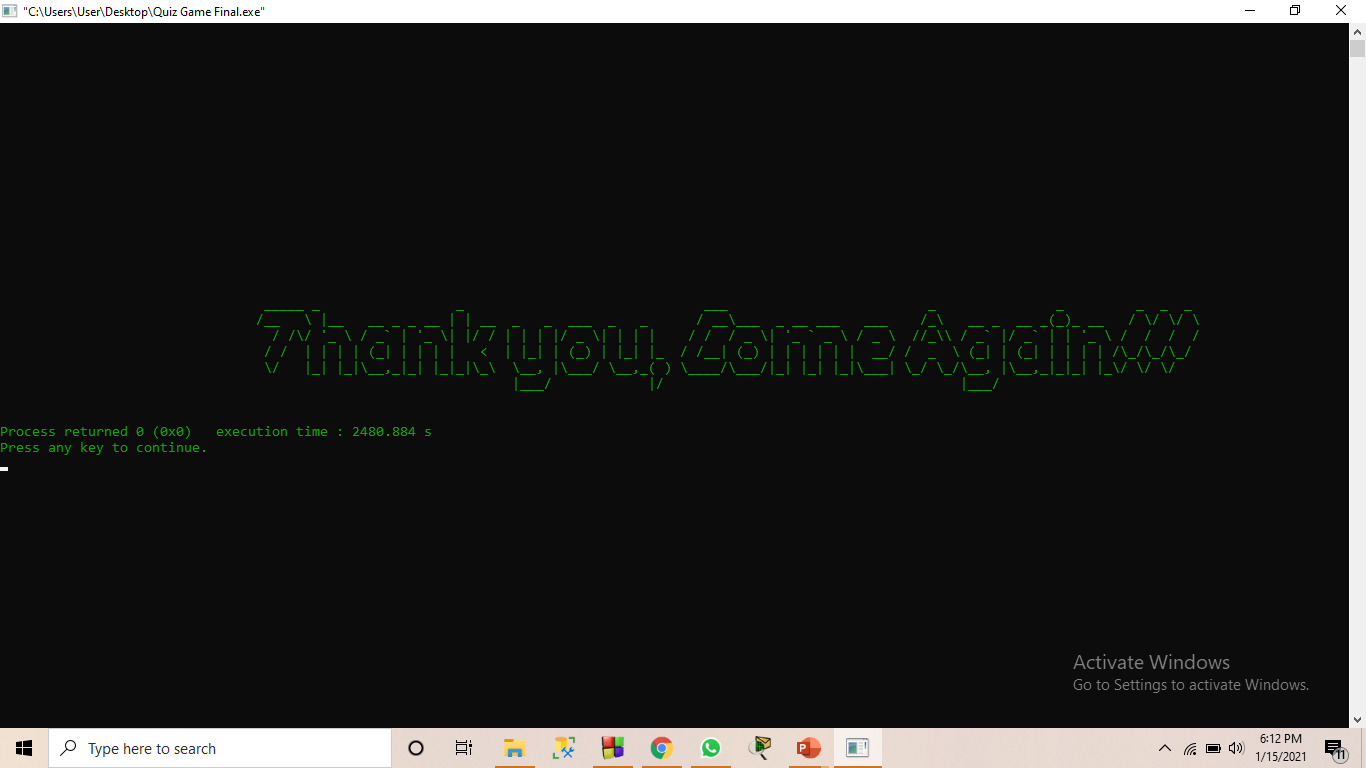 "C:\Users\User\Desktop\Quiz Game Final.exe"
Thank you, Come Again!!!
Process returned 0 (0x0)   execution time : 2480.884 s
Press any key to continue.
Activate Windows
Go to Settings to activate Windows.
Type here to search
6:12 PM
1/15/2021
11